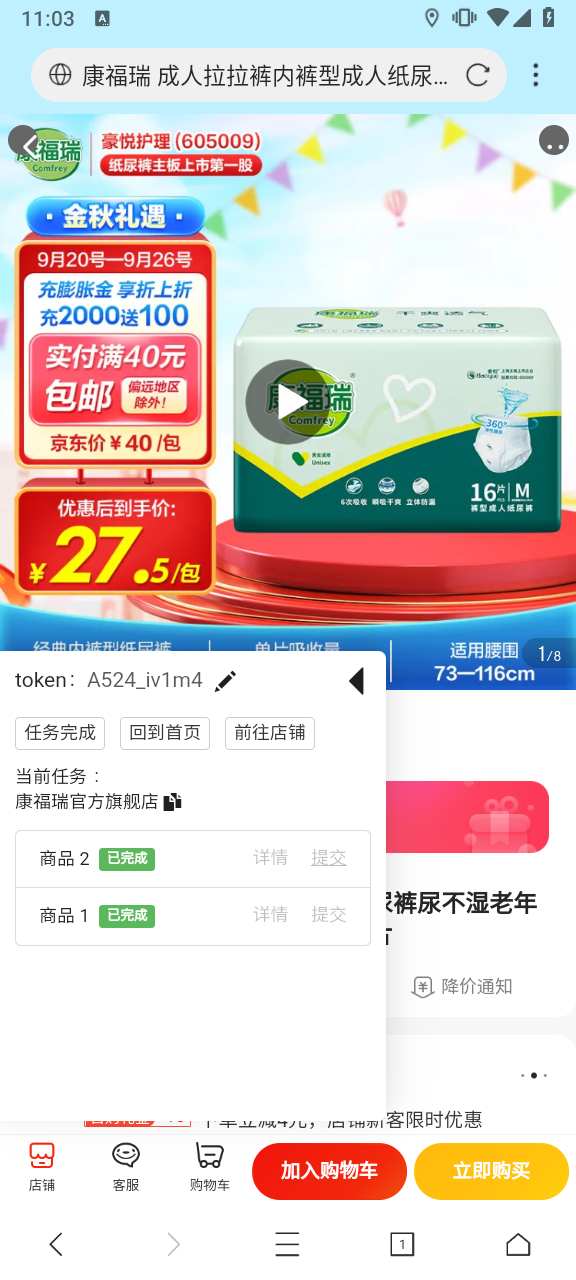 11:03
A
康福瑞 成人拉拉裤内裤型成人纸尿...
康福瑞
Comfrey
豪悦护理 (605009)
纸尿裤主板上市第一股
·金秋礼遇·
9月20号—9月26号
充膨胀金 享折上折
充2000送100
实付满40元
包邮
偏远地区
除外!
京东价￥40 /包
优惠后到手价:
￥27.5/包
干爽透气
康福瑞
Comfrey
男女适用
Unisex
360°
6次吸收 瞬吸干爽 立体防漏
16片 M
裤型成人纸尿裤
经典内裤型纸尿裤
单片吸收量
适用腰围
73—116cm
1/8
token: A524_iv1m4
任务完成
回到首页
前往店铺
当前任务：
康福瑞官方旗舰店
商品 2 已完成 详情 提交
商品 1 已完成 详情 提交
尿裤尿不湿老年
降价通知
下单立减4元，店铺新客限时优惠
店铺
客服
购物车
加入购物车
立即购买
1